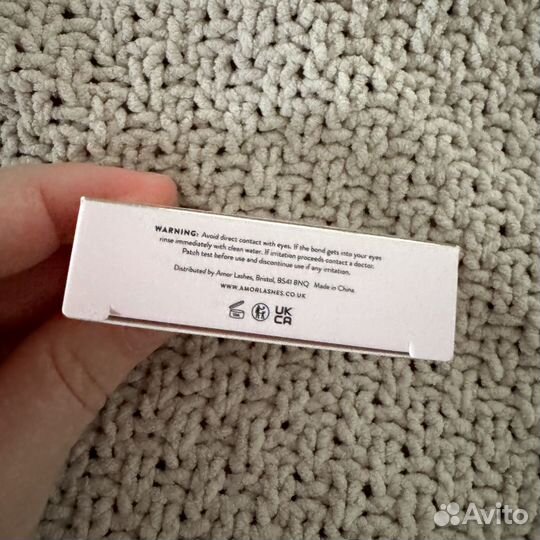 WARNING: Avoid direct contact with eyes. If the bond gets into your eyes
rinse immediately with clean water. If irritation proceeds contact a doctor.
Patch test before use and discontinue use if any irritation.
Distributed by Amor Lashes, Bristol, BS41 8NQ Made in China
WWW.AMORLASHES.CO.UK
UK
CA
Avito